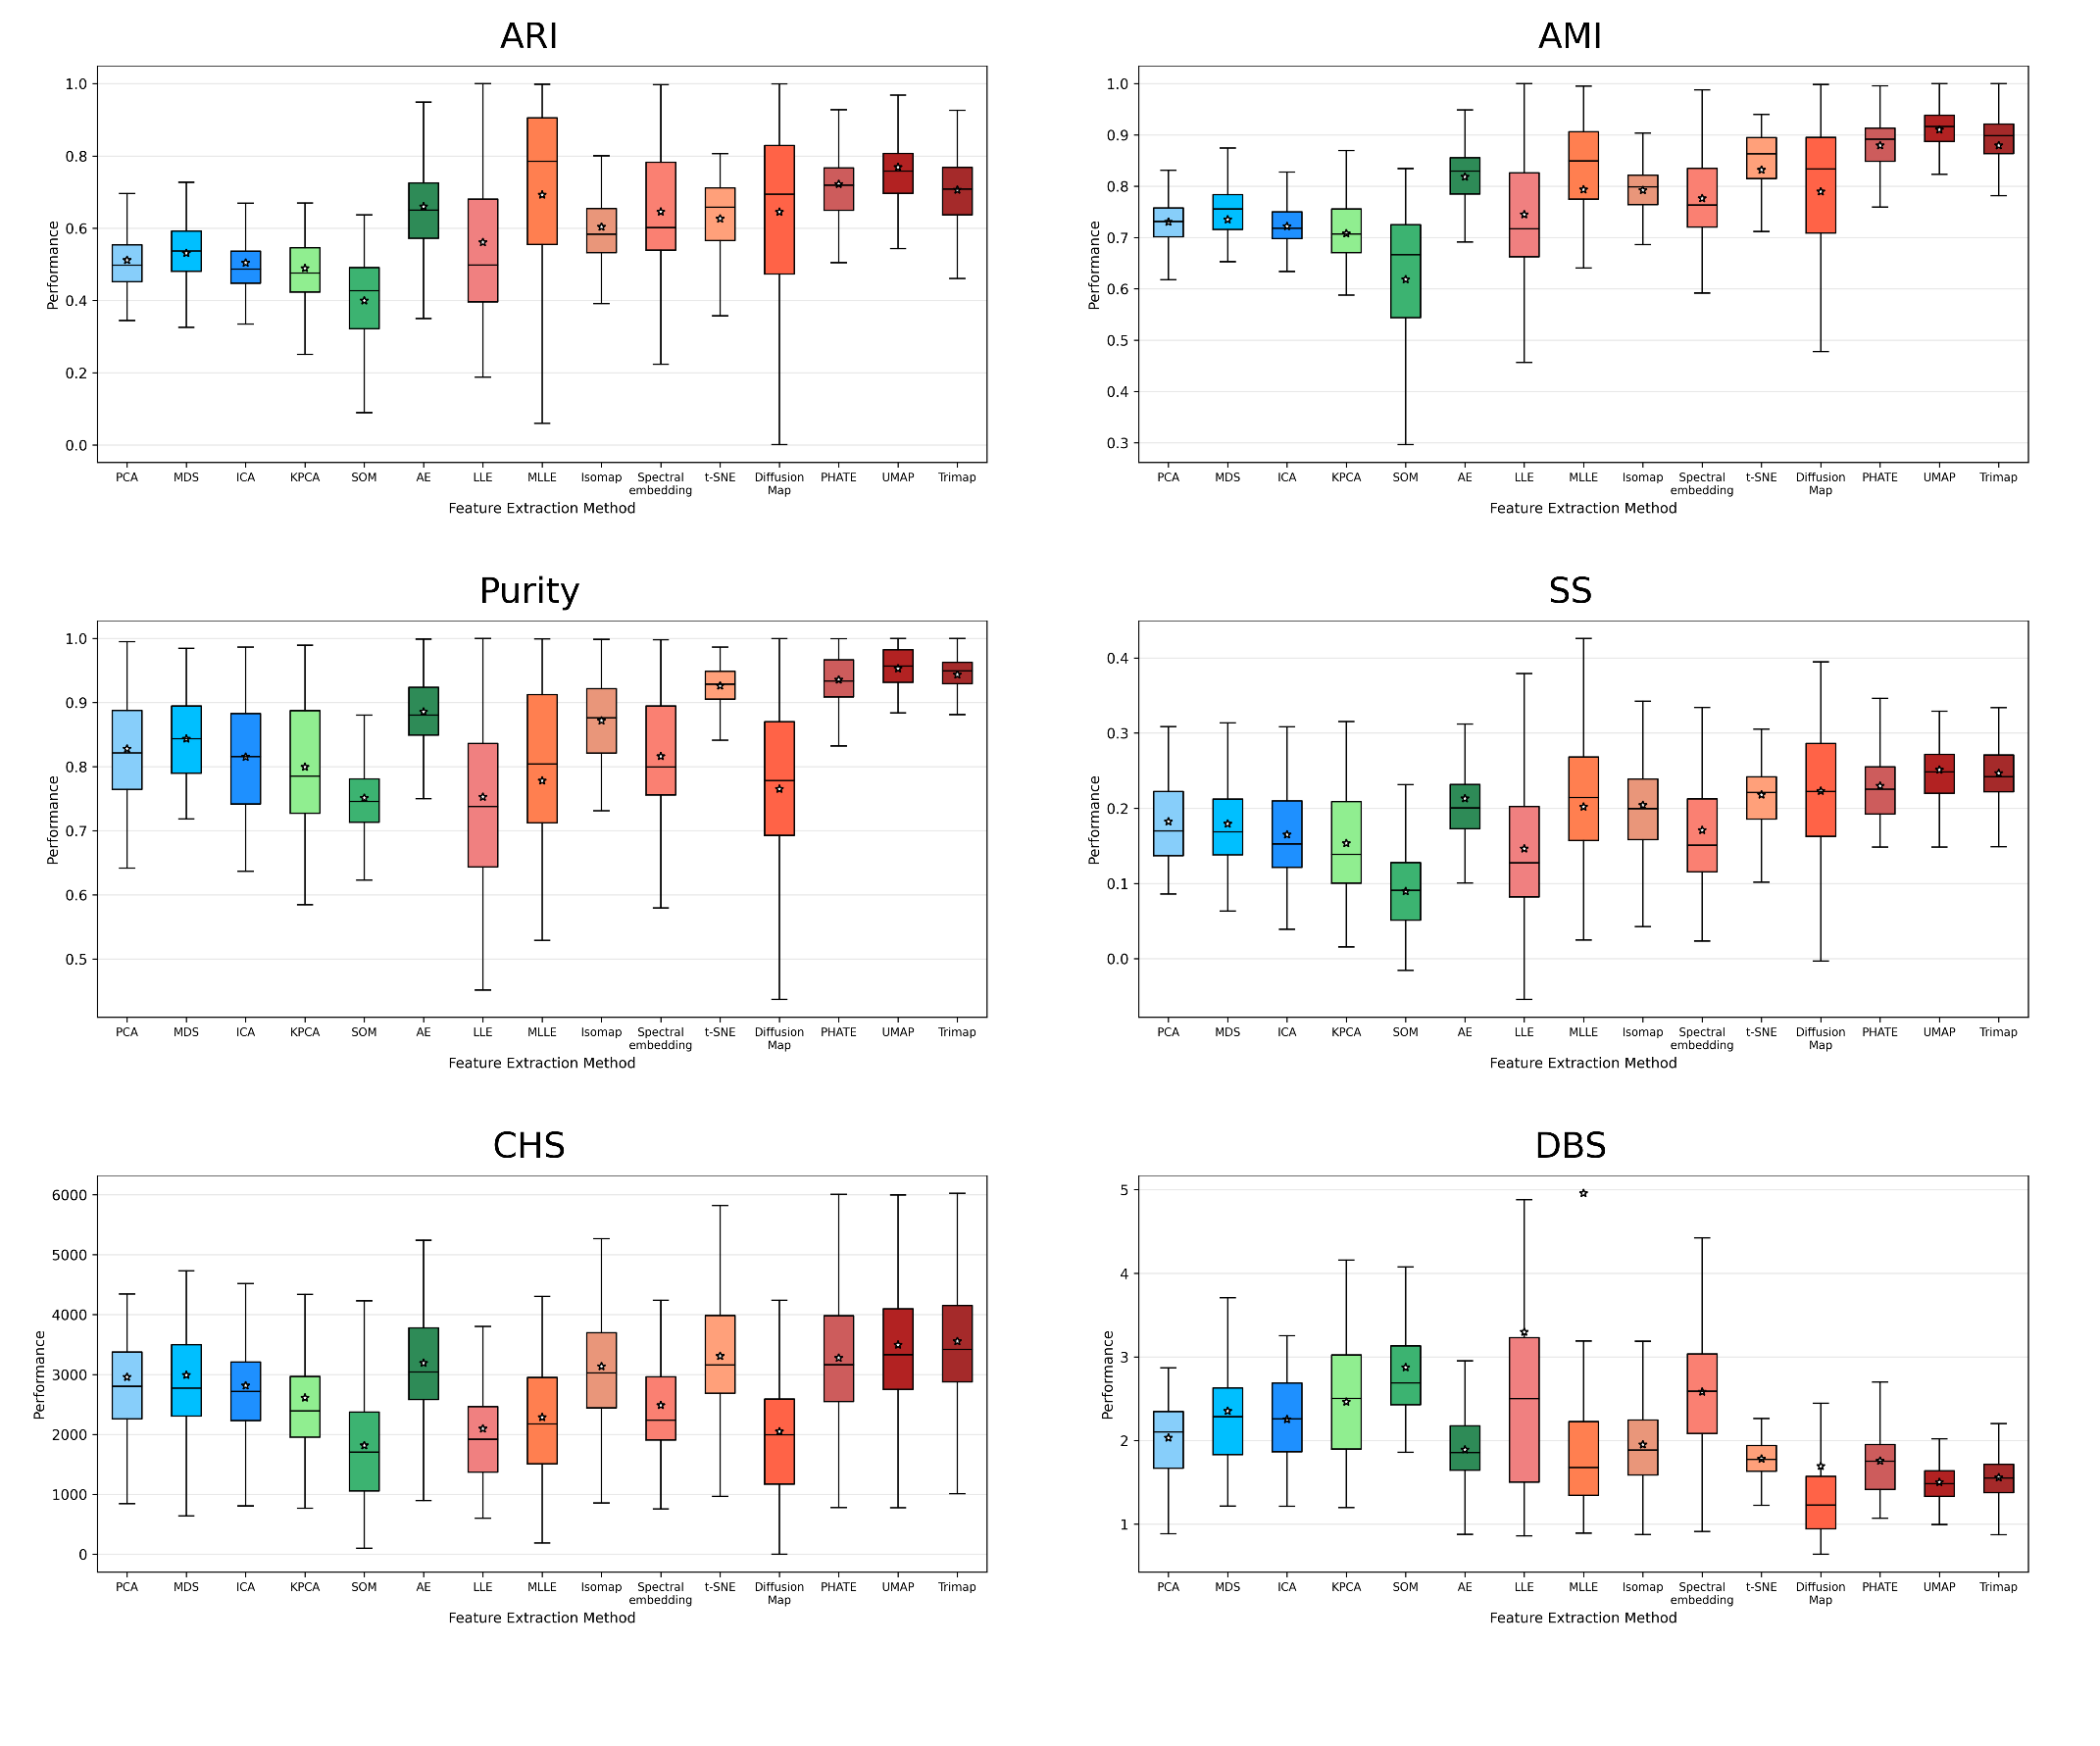 ARI
1.0
0.8
0.6
0.4
0.2
0.0
Performance
PCA MDS ICA KPCA SOM AE LLE MLLE Isomap Spectral embedding t-SNE Diffusion Map PHATE UMAP Trimap
Feature Extraction Method
AMI
1.0
0.9
0.8
0.7
0.6
0.5
0.4
0.3
Performance
PCA MDS ICA KPCA SOM AE LLE MLLE Isomap Spectral embedding t-SNE Diffusion Map PHATE UMAP Trimap
Feature Extraction Method
Purity
1.0
0.9
0.8
0.7
0.6
0.5
Performance
PCA MDS ICA KPCA SOM AE LLE MLLE Isomap Spectral embedding t-SNE Diffusion Map PHATE UMAP Trimap
Feature Extraction Method
SS
0.4
0.3
0.2
0.1
0.0
Performance
PCA MDS ICA KPCA SOM AE LLE MLLE Isomap Spectral embedding t-SNE Diffusion Map PHATE UMAP Trimap
Feature Extraction Method
CHS
6000
5000
4000
3000
2000
1000
0
Performance
PCA MDS ICA KPCA SOM AE LLE MLLE Isomap Spectral embedding t-SNE Diffusion Map PHATE UMAP Trimap
Feature Extraction Method
DBS
5
4
3
2
1
Performance
PCA MDS ICA KPCA SOM AE LLE MLLE Isomap Spectral embedding t-SNE Diffusion Map PHATE UMAP Trimap
Feature Extraction Method